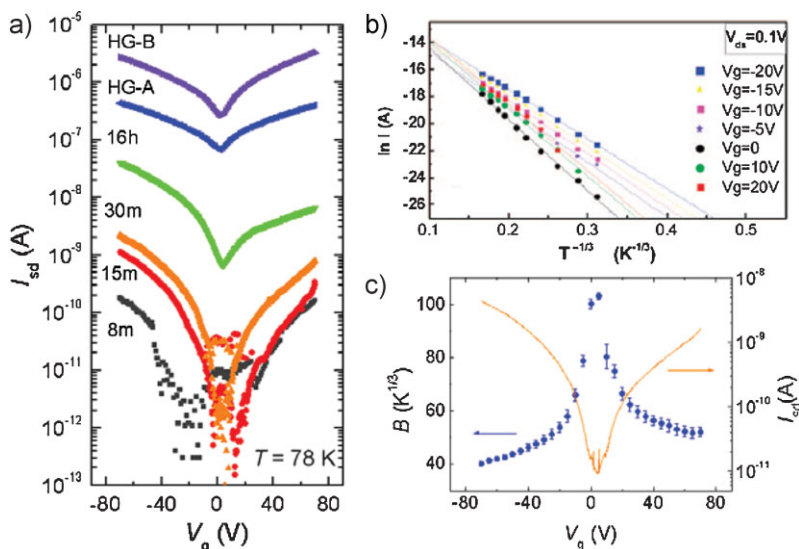 a)
10⁻⁵
10⁻⁶
10⁻⁷
10⁻⁸
10⁻⁹
10⁻¹⁰
10⁻¹¹
10⁻¹²
10⁻¹³
I_sd (A)
HG-B
HG-A
16h
30m
15m
8m
T = 78 K
-80 -40 0 40 80
V_g (V)
b)
-14
-16
-18
-20
-22
-24
-26
ln I (A)
V_ds=0.1V
Vg=-20V
Vg=-15V
Vg=-10V
Vg=-5V
Vg=0
Vg=10V
Vg=20V
0.1 0.2 0.3 0.4 0.5
T⁻¹/³ (K⁻¹/³)
c)
100
80
60
40
B (K¹/³)
10⁻⁸
10⁻⁹
10⁻¹⁰
10⁻¹¹
I_sd(A)
-80 -40 0 40 80
V_g (V)